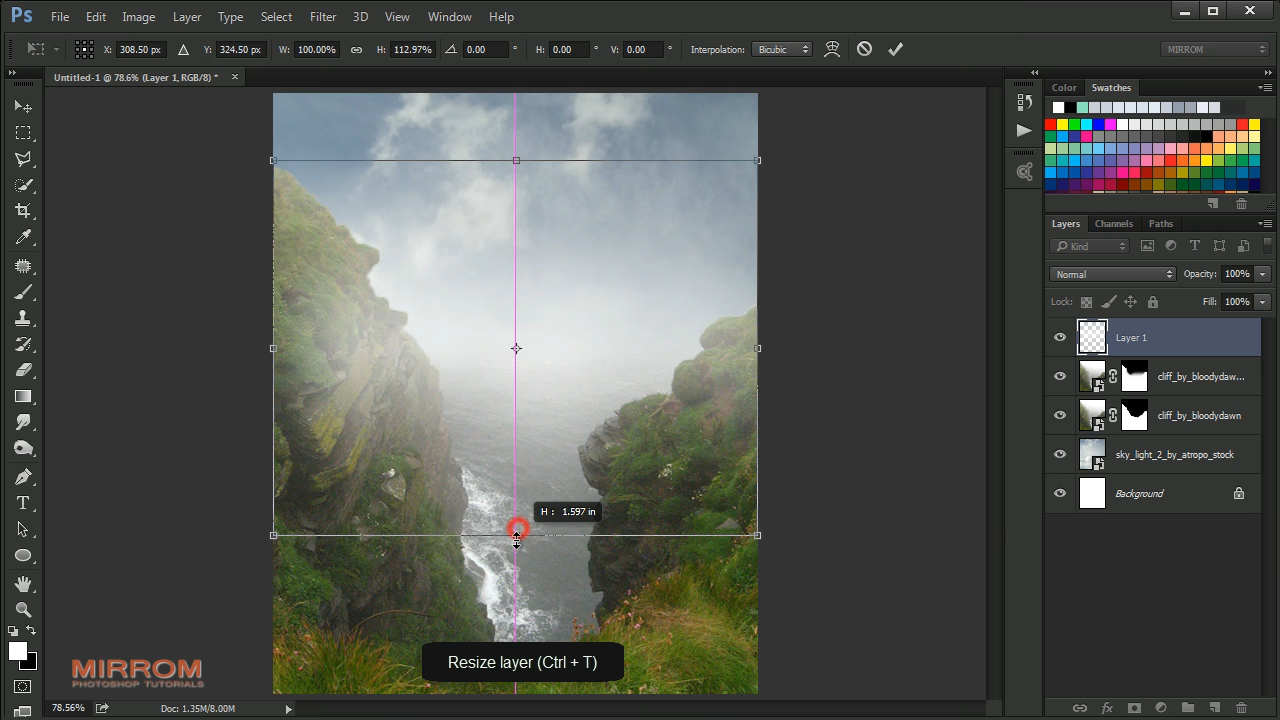 Ps File Edit Image Layer Type Select Filter 3D View Window Help
X: 308.50 px Y: 324.50 px W: 100.00% H: 112.97% 0.00 ° H: 0.00 ° V: 0.00 ° Interpolation: Bicubic MIRROM
Untitled-1 @ 78.6% (Layer 1, RGB/8) *
Color Swatches
Layers Channels Paths
Kind
Normal Opacity: 100%
Lock: Fill: 100%
Layer 1
cliff_by_bloodydaw...
cliff_by_bloodydawn
sky_light_2_by_atropo_stock
Background
H : 1.597 in
Resize layer (Ctrl + T)
MIRROM
PHOTOSHOP TUTORIALS
78.56% Doc: 1.35M/8.00M